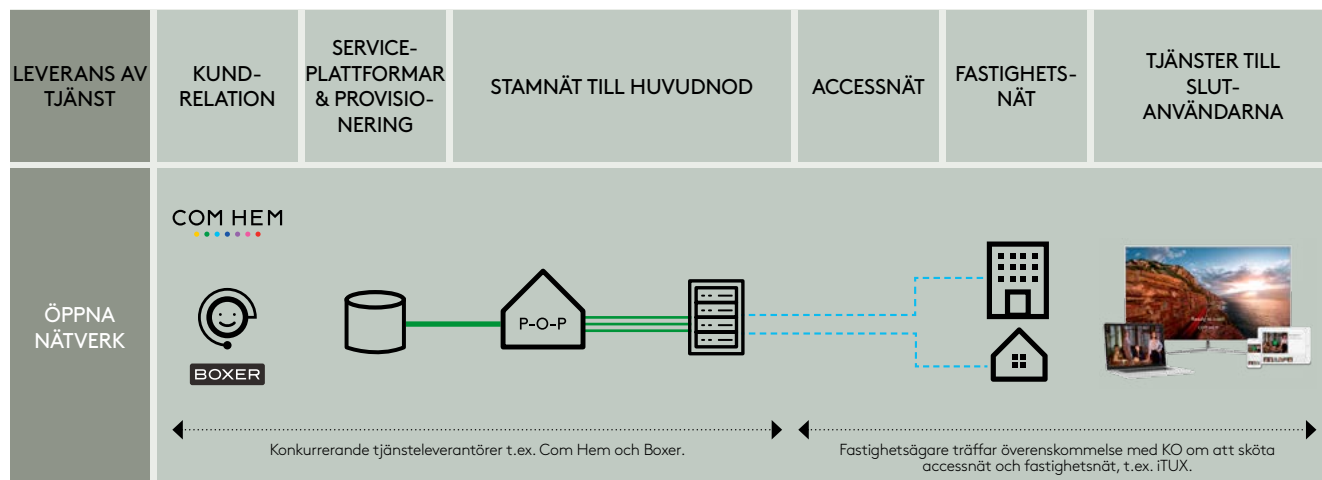 LEVERANS AV
TJÄNST
KUND-
RELATION
SERVICE-
PLATTFORMAR
& PROVISIO-
NERING
STAMNÄT TILL HUVUDNOD
ACCESSNÄT
FASTIGHETS-
NÄT
TJÄNSTER TILL
SLUT-
ANVÄNDARNA
ÖPPNA
NÄTVERK
COM HEM
BOXER
P-O-P
Konkurrerande tjänsteleverantörer t.ex. Com Hem och Boxer.
Fastighetsägare träffar överenskommelse med KO om att sköta
accessnät och fastighetsnät, t.ex. iTUX.